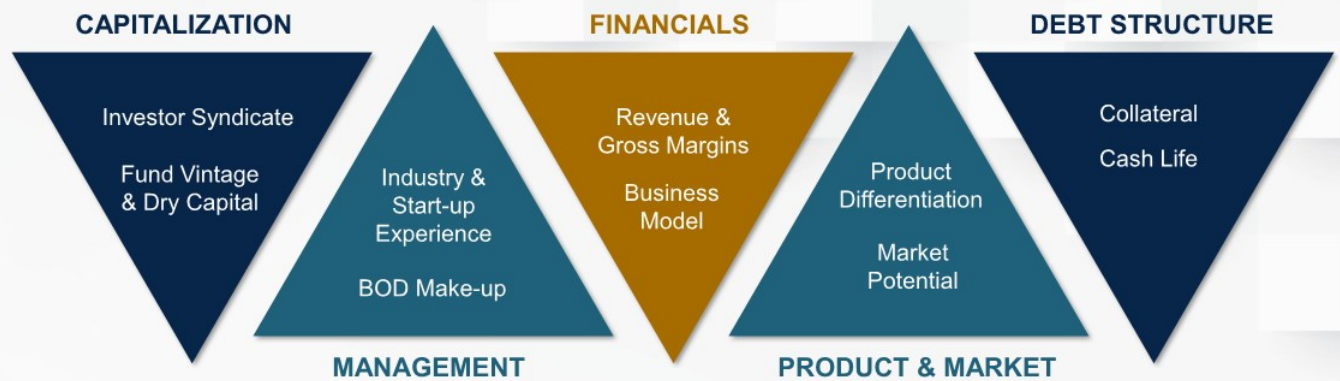 CAPITALIZATION
Investor Syndicate
Fund Vintage
& Dry Capital
Industry &
Start-up
Experience
BOD Make-up
MANAGEMENT
FINANCIALS
Revenue &
Gross Margins
Business
Model
Product
Differentiation
Market
Potential
PRODUCT & MARKET
DEBT STRUCTURE
Collateral
Cash Life